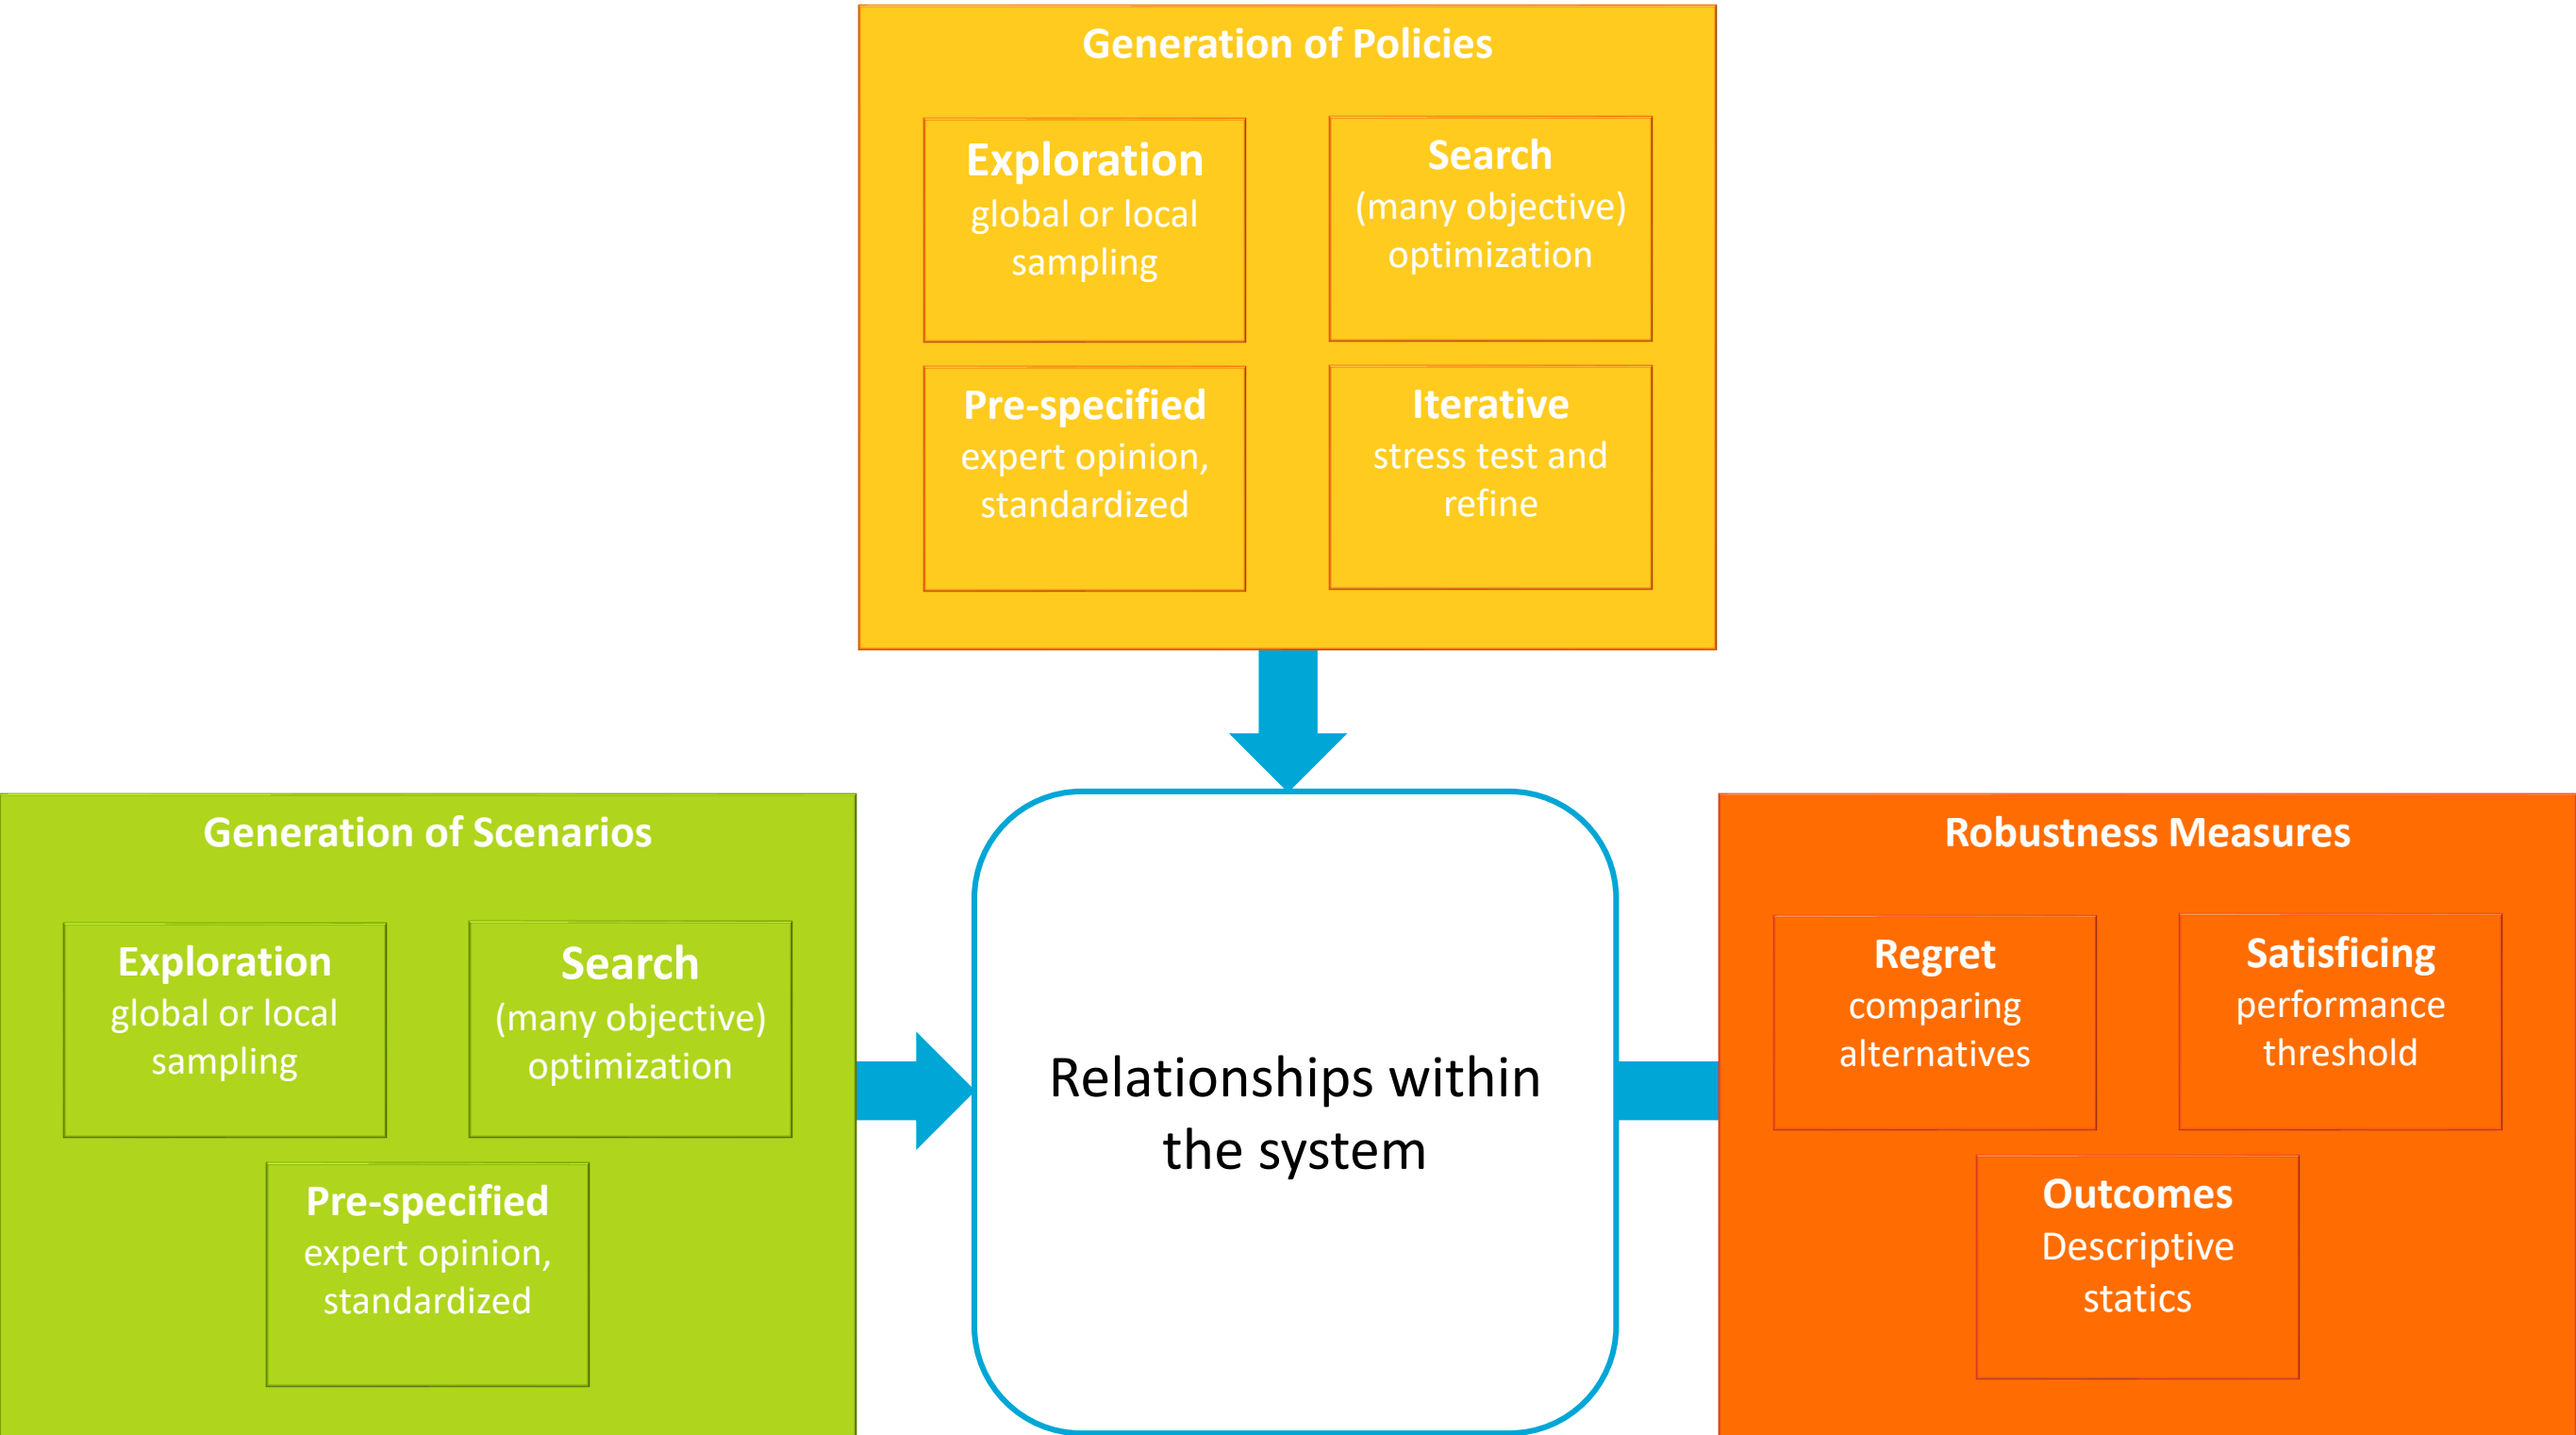 Generation of Policies
Exploration
global or local
sampling
Search
(many objective)
optimization
Pre-specified
expert opinion,
standardized
Iterative
stress test and
refine
Generation of Scenarios
Exploration
global or local
sampling
Search
(many objective)
optimization
Pre-specified
expert opinion,
standardized
Relationships within
the system
Robustness Measures
Regret
comparing
alternatives
Satisficing
performance
threshold
Outcomes
Descriptive
statics